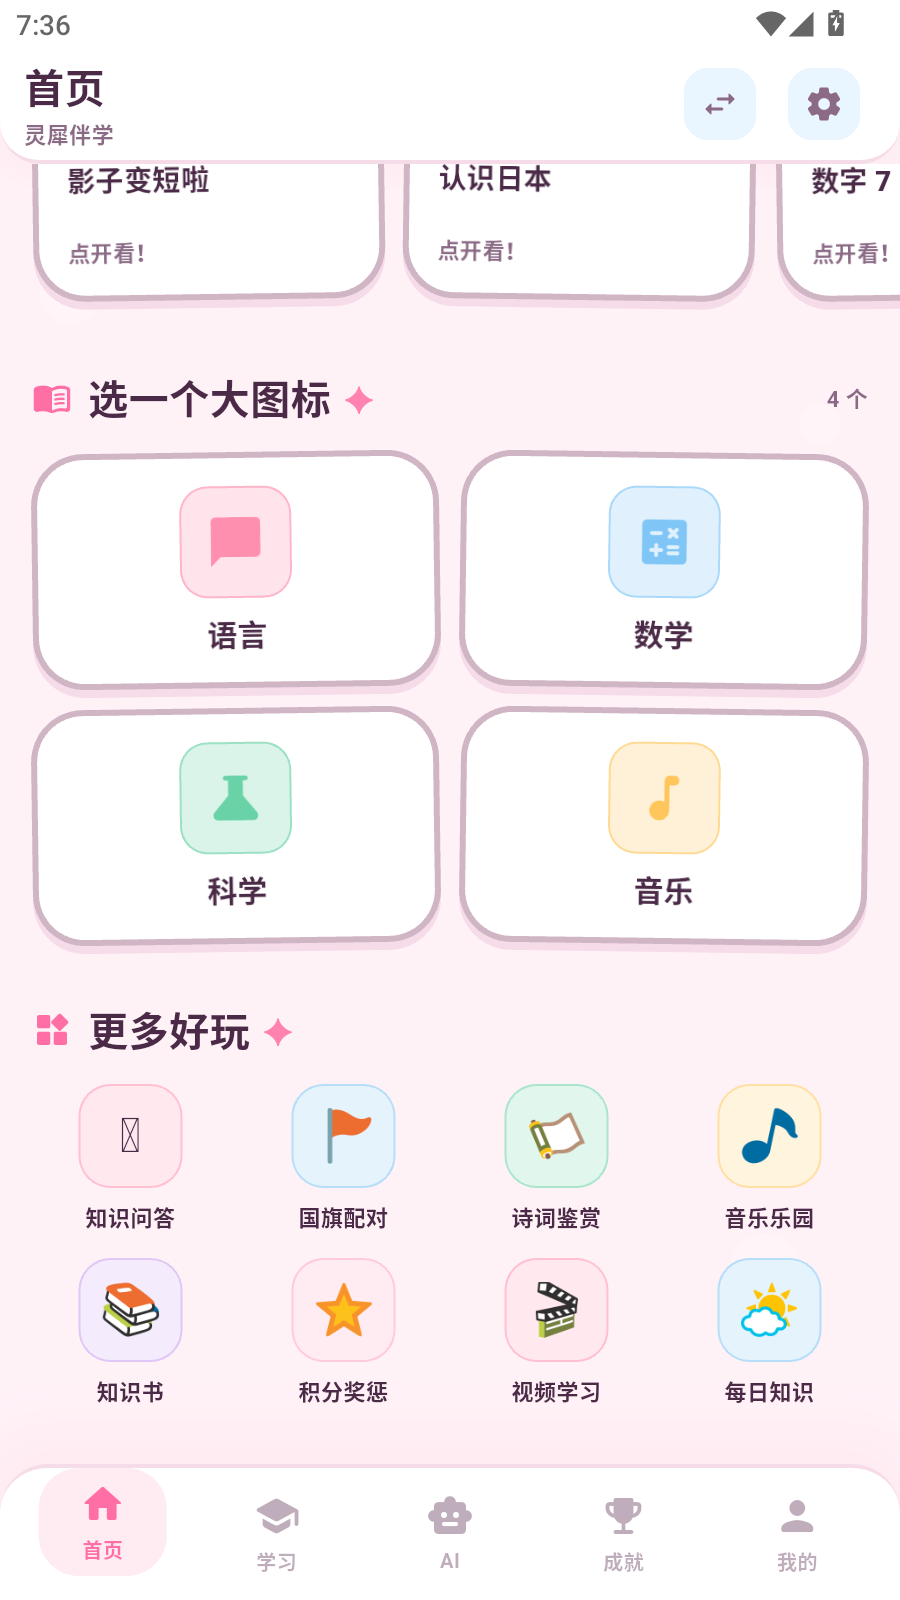 7:36
首页
灵犀伴学
影子变短啦
认识日本
数字 7
点开看！
点开看！
点开看！
选一个大图标
4 个
语言
数学
科学
音乐
更多好玩
知识问答
国旗配对
诗词鉴赏
音乐乐园
知识书
积分奖惩
视频学习
每日知识
首页
学习
AI
成就
我的